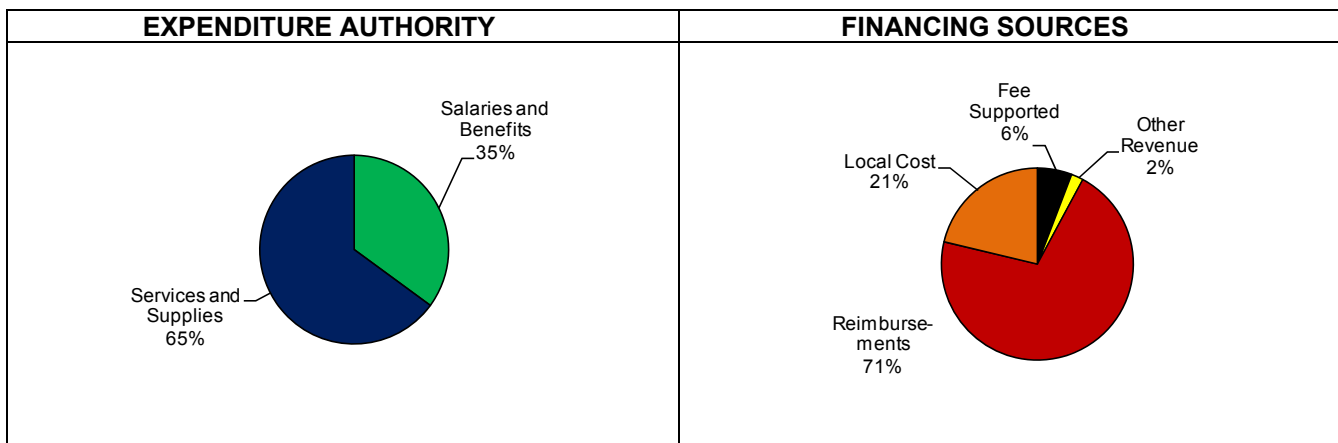 EXPENDITURE AUTHORITY
Salaries and
Benefits
35%
Services and
Supplies
65%
FINANCING SOURCES
Fee
Supported
6%
Other
Revenue
2%
Local Cost
21%
Reimburse-
ments
71%